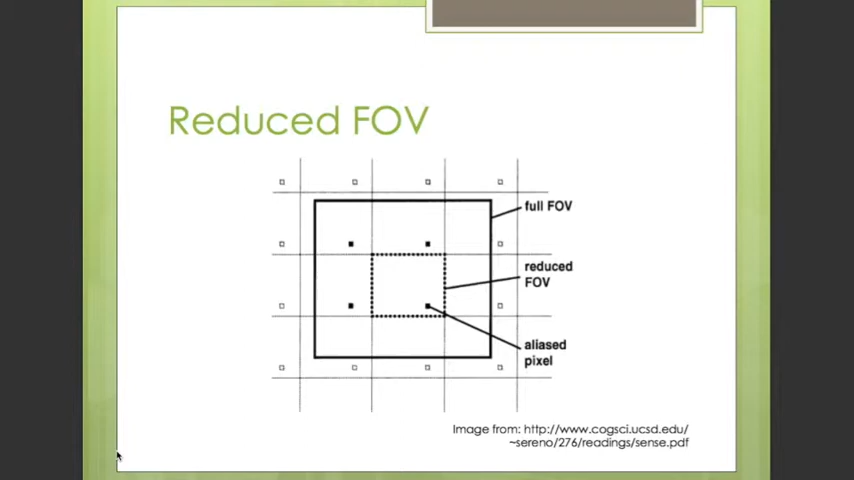 Reduced FOV
full FOV
reduced
FOV
aliased
pixel
Image from: http://www.cogsci.ucsd.edu/
~sereno/276/readings/sense.pdf